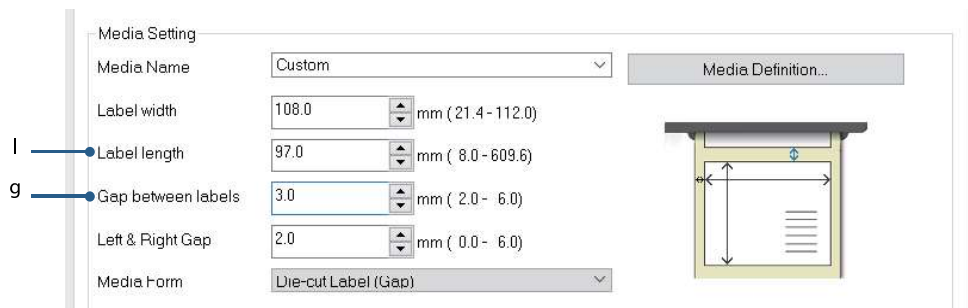 Media Setting
Media Name Custom Media Definition...
Label width 108.0 mm ( 21.4 - 112.0)
l Label length 97.0 mm ( 8.0 - 609.6)
g Gap between labels 3.0 mm ( 2.0 - 6.0)
Left & Right Gap 2.0 mm ( 0.0 - 6.0)
Media Form Die-cut Label (Gap)